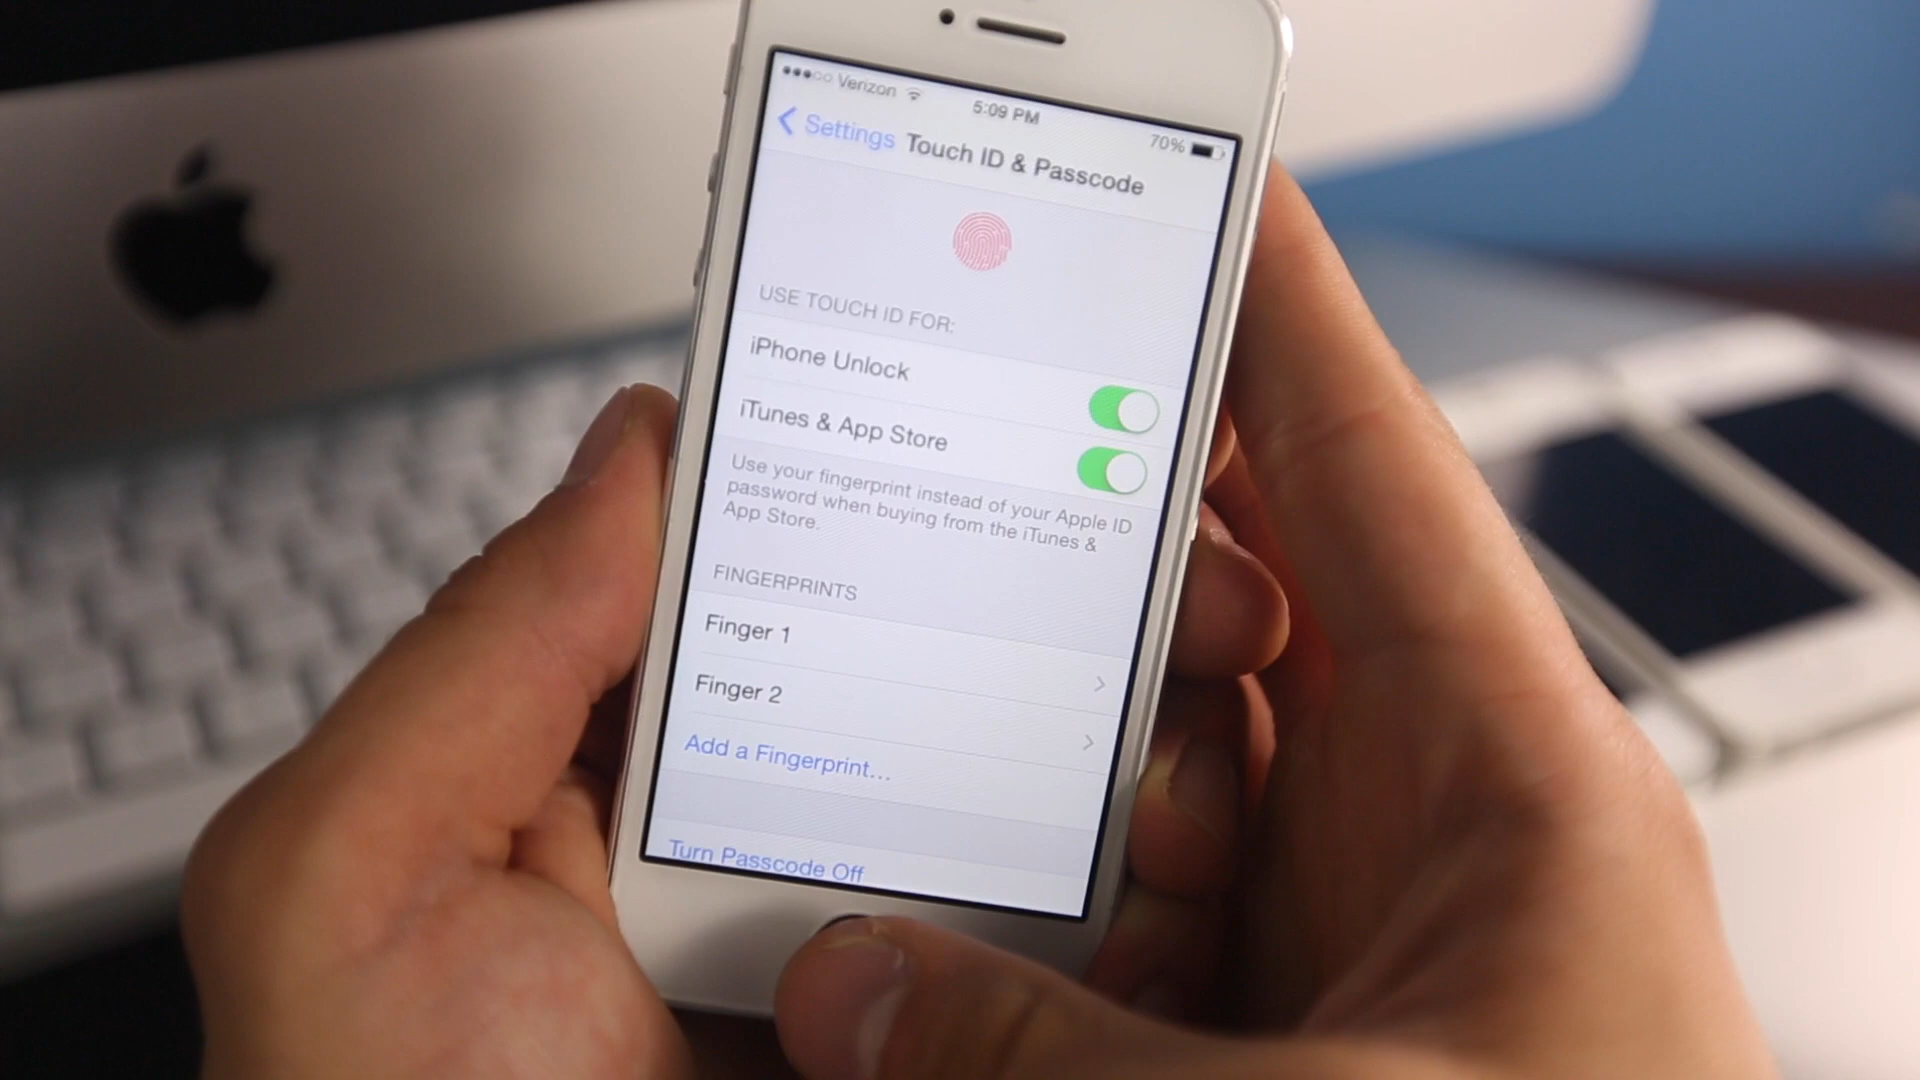 Verizon 5:09 PM 70%
Settings Touch ID & Passcode
USE TOUCH ID FOR:
iPhone Unlock
iTunes & App Store
Use your fingerprint instead of your Apple ID
password when buying from the iTunes &
App Store.
FINGERPRINTS
Finger 1
Finger 2
Add a Fingerprint...
Turn Passcode Off